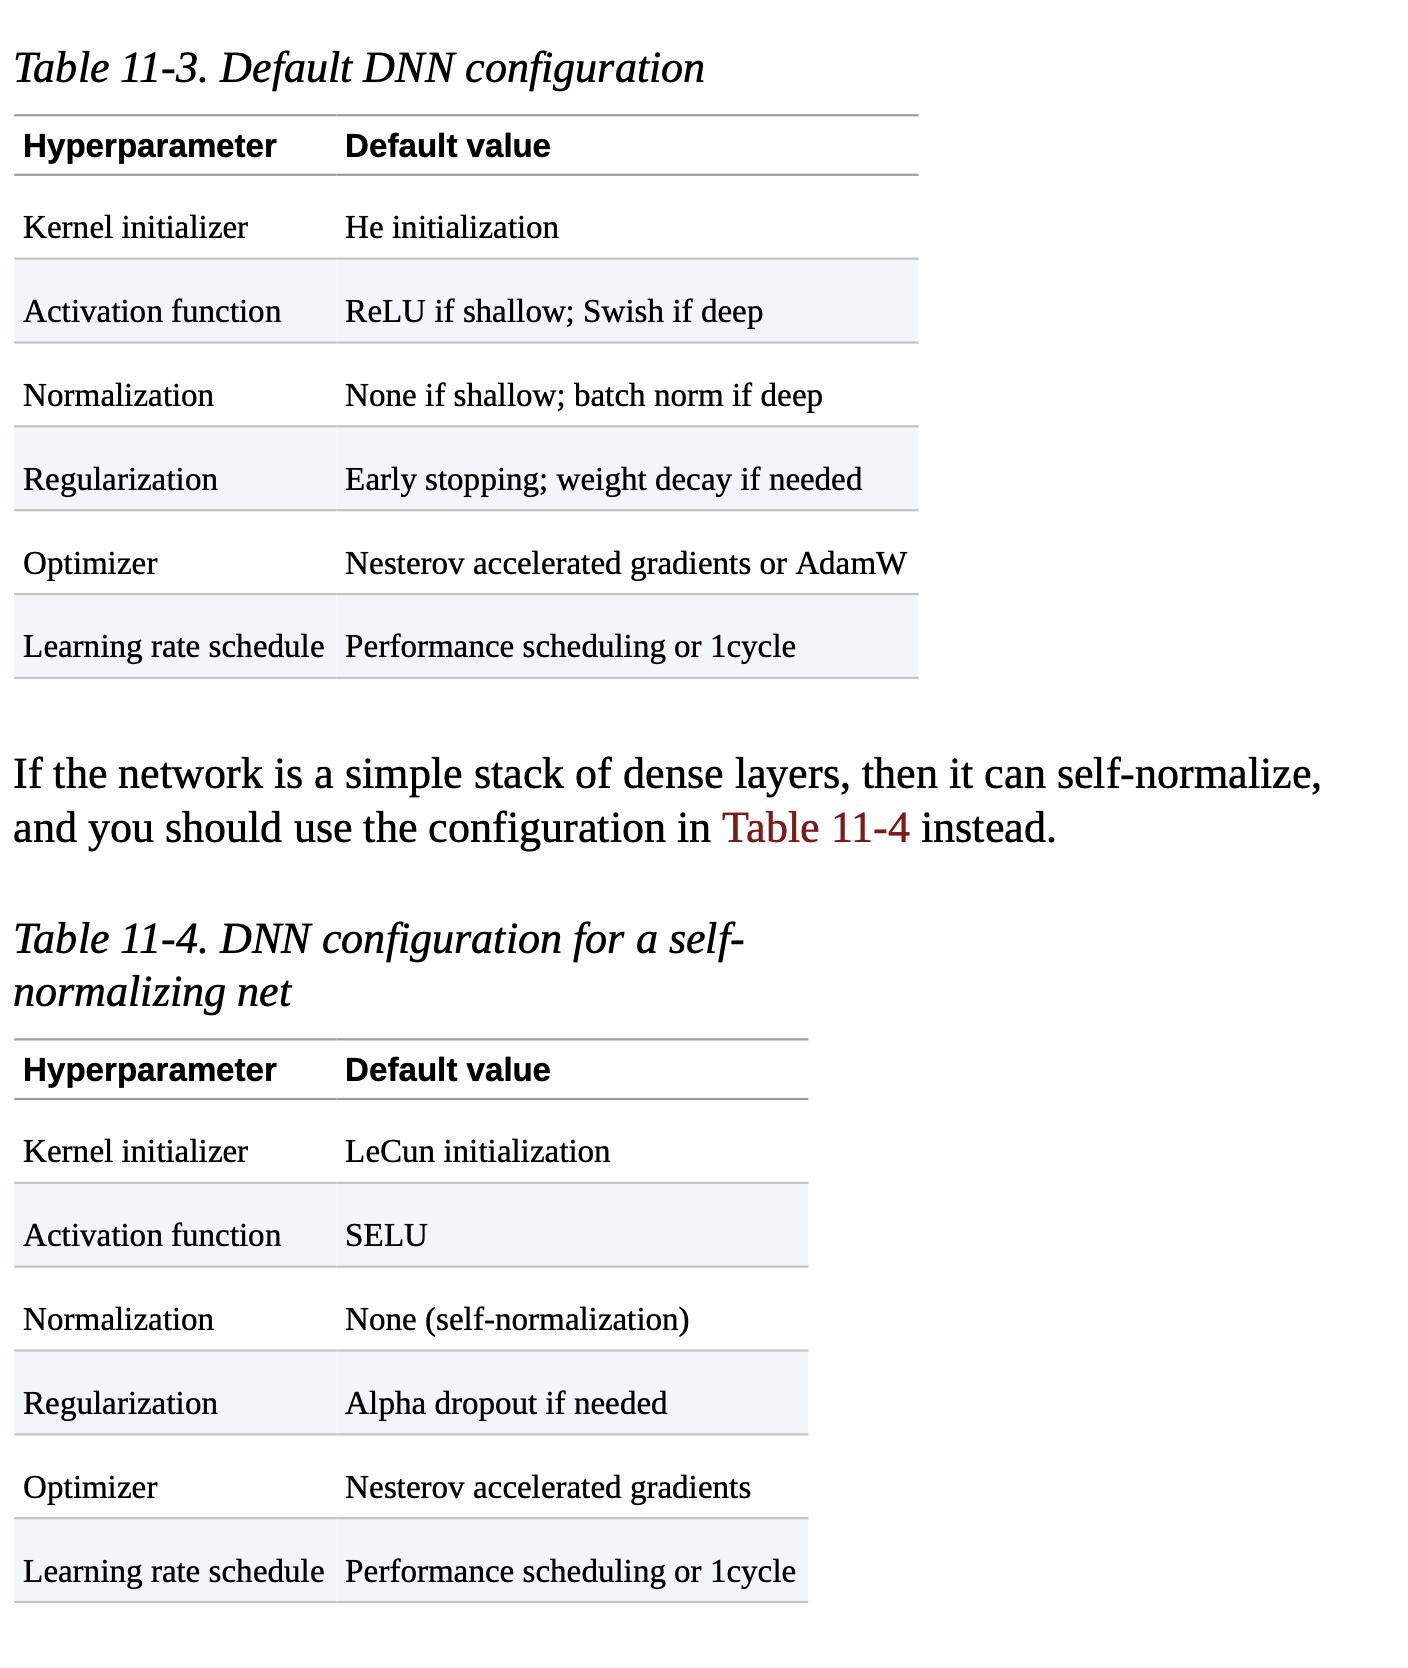 Table 11-3. Default DNN configuration
Hyperparameter Default value
Kernel initializer He initialization
Activation function ReLU if shallow; Swish if deep
Normalization None if shallow; batch norm if deep
Regularization Early stopping; weight decay if needed
Optimizer Nesterov accelerated gradients or AdamW
Learning rate schedule Performance scheduling or 1cycle
If the network is a simple stack of dense layers, then it can self-normalize,
and you should use the configuration in Table 11-4 instead.
Table 11-4. DNN configuration for a self-
normalizing net
Hyperparameter Default value
Kernel initializer LeCun initialization
Activation function SELU
Normalization None (self-normalization)
Regularization Alpha dropout if needed
Optimizer Nesterov accelerated gradients
Learning rate schedule Performance scheduling or 1cycle